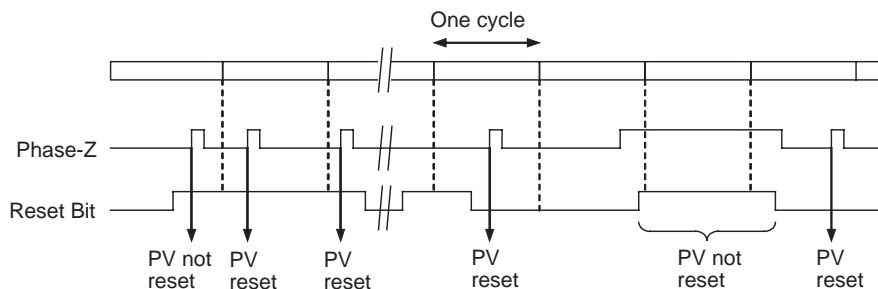 One cycle
Phase-Z
Reset Bit
PV not
reset
PV
reset
PV
reset
PV
reset
PV not
reset
PV
reset